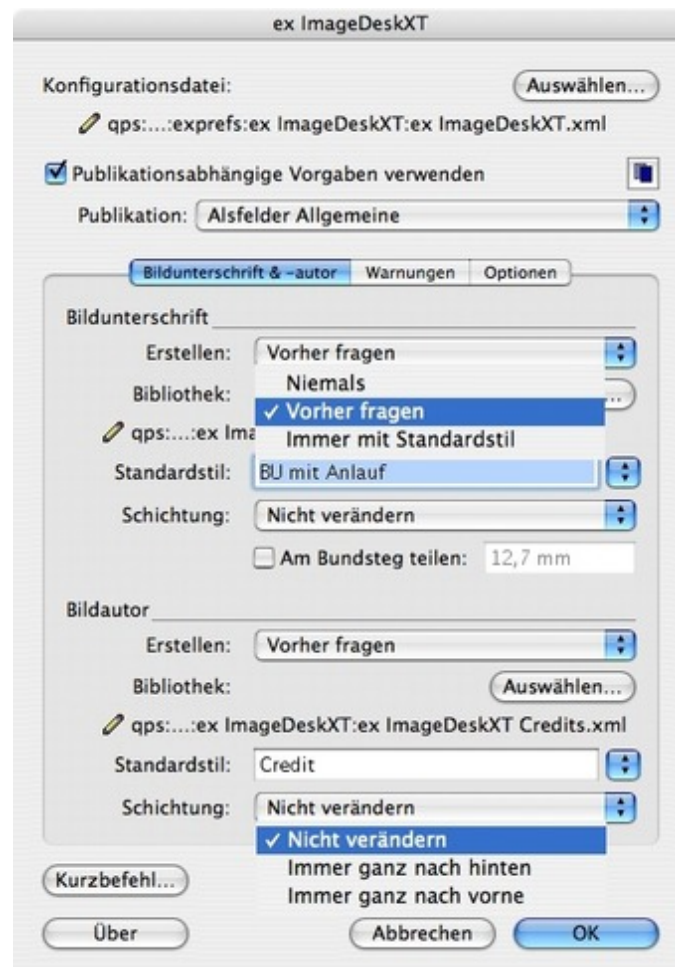 ex ImageDeskXT
Konfigurationsdatei: Auswählen...
qps:...:exprefs:ex ImageDeskXT:ex ImageDeskXT.xml
Publikationsabhängige Vorgaben verwenden
Publikation: Alsfelder Allgemeine
Bildunterschrift & -autor Warnungen Optionen
Bildunterschrift
Erstellen: Vorher fragen
Niemals
Bibliothek: ...
✓ Vorher fragen
qps:...:ex Ima
Immer mit Standardstil
Standardstil: BU mit Anlauf
Schichtung: Nicht verändern
Am Bundsteg teilen: 12,7 mm
Bildautor
Erstellen: Vorher fragen
Bibliothek: Auswählen...
qps:...:ex ImageDeskXT:ex ImageDeskXT Credits.xml
Standardstil: Credit
Schichtung: Nicht verändern
✓ Nicht verändern
Immer ganz nach hinten
Kurzbefehl...
Immer ganz nach vorne
Über Abbrechen OK